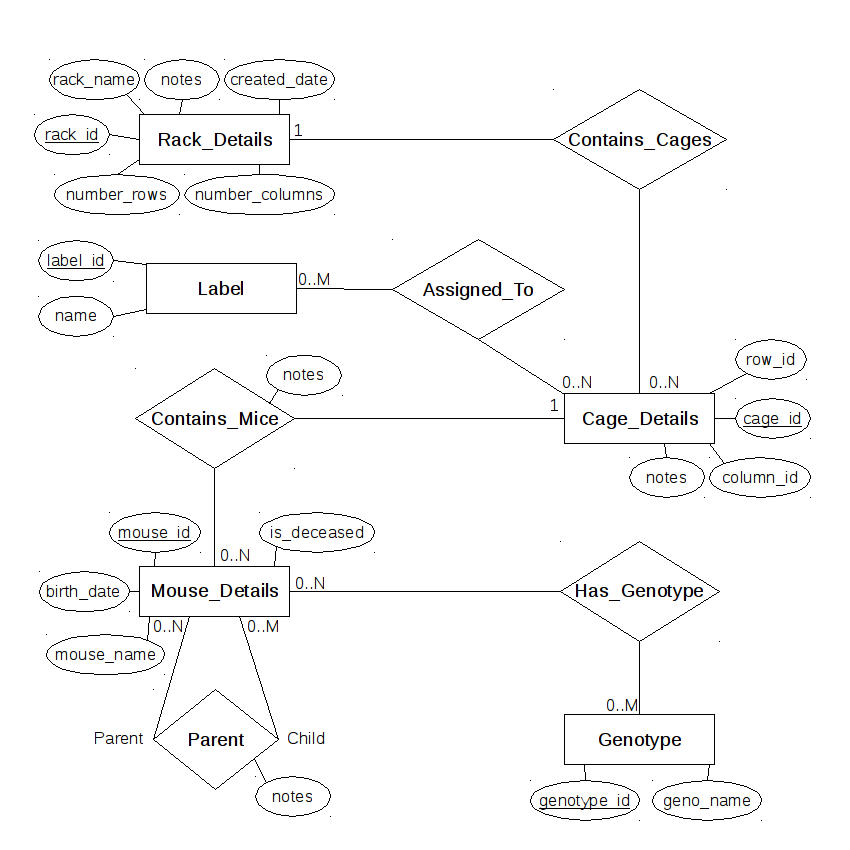 rack_name
notes
created_date
rack_id
Rack_Details
1
Contains_Cages
number_rows
number_columns
label_id
Label
0..M
Assigned_To
name
row_id
notes
0..N
0..N
Contains_Mice
1
Cage_Details
cage_id
notes
column_id
mouse_id
is_deceased
0..N
birth_date
Mouse_Details
0..N
Has_Genotype
0..N
0..M
mouse_name
0..M
Parent
Parent
Child
Genotype
notes
genotype_id
geno_name